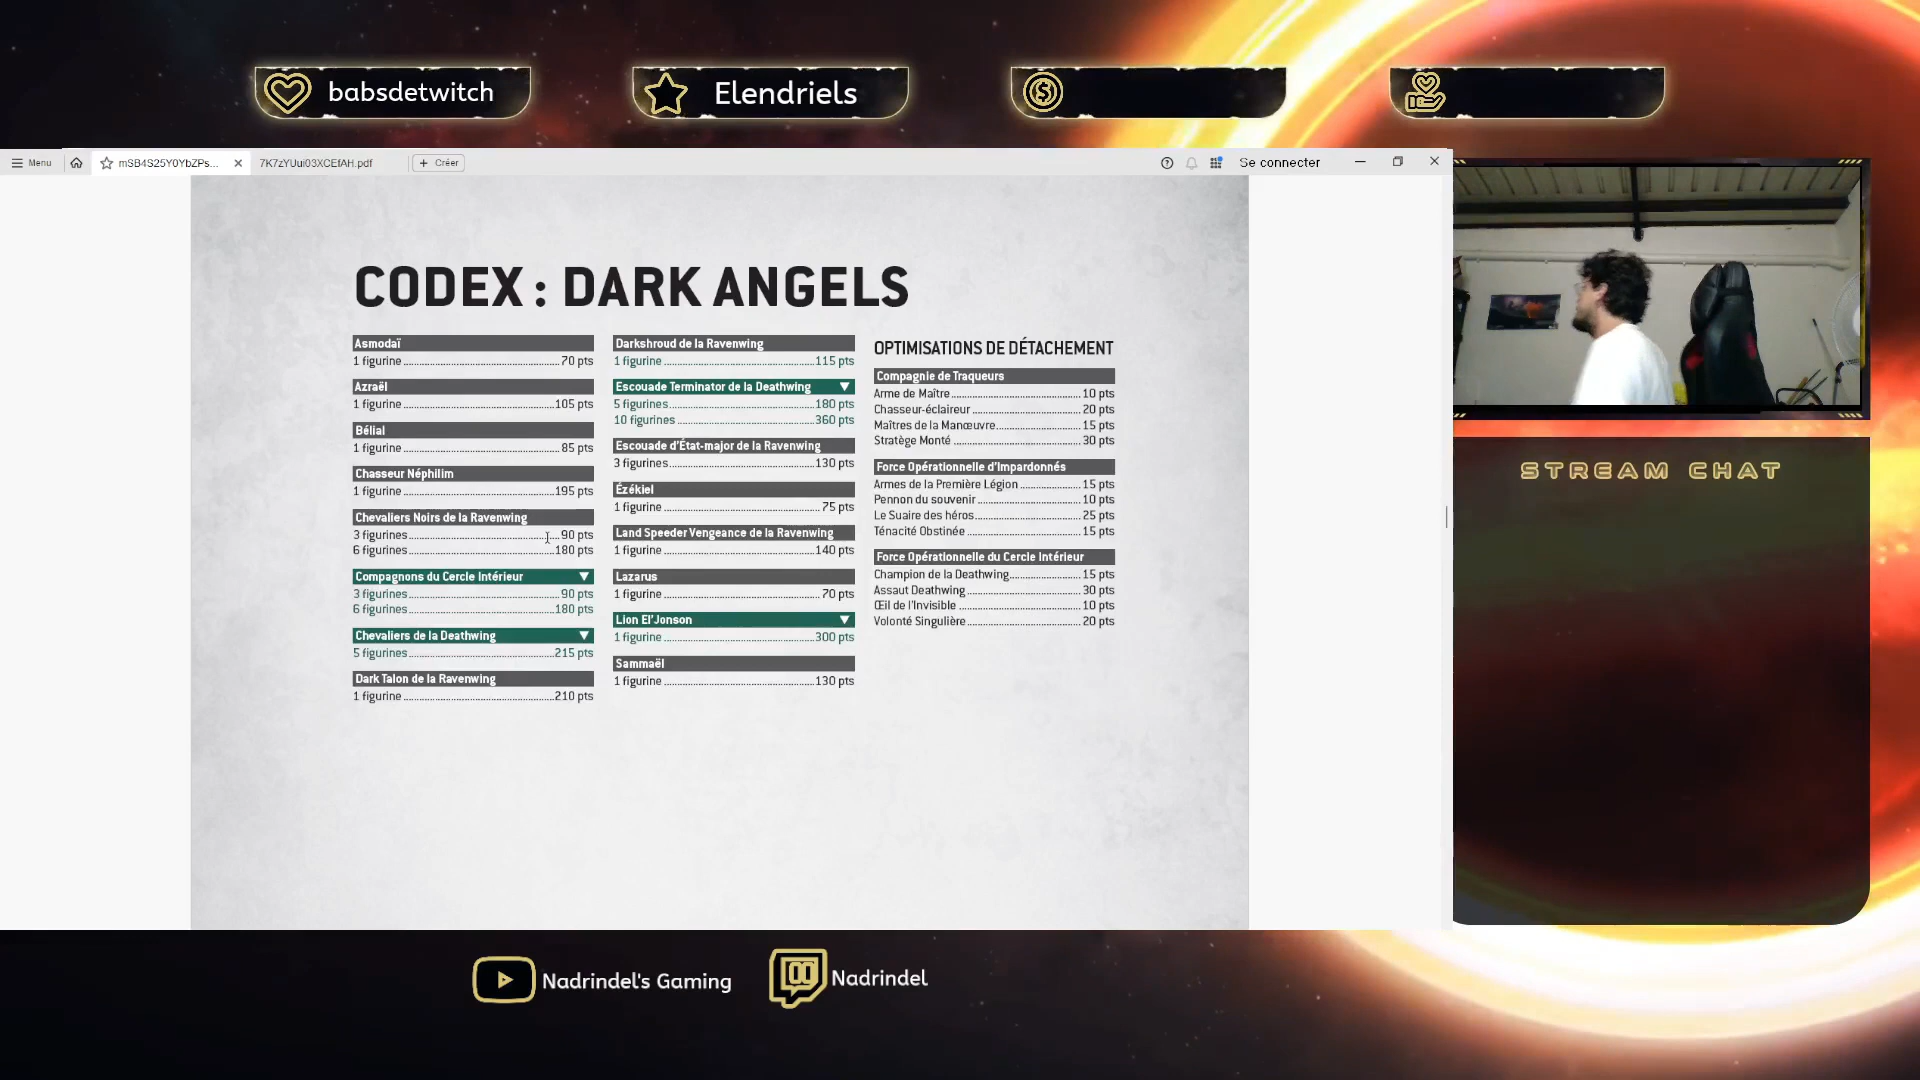 babsdetwitch
Elendriels
Menu
mSB4S25Y0YbZPs...
7K7zYUui03XCEfAH.pdf
+ Créer
Se connecter
CODEX : DARK ANGELS
Asmodaï
1 figurine 70 pts
Azraël
1 figurine 105 pts
Bélial
1 figurine 85 pts
Chasseur Néphilim
1 figurine 195 pts
Chevaliers Noirs de la Ravenwing
3 figurines 90 pts
6 figurines 180 pts
Compagnons du Cercle Intérieur ▼
3 figurines 90 pts
6 figurines 180 pts
Chevaliers de la Deathwing ▼
5 figurines 215 pts
Dark Talon de la Ravenwing
1 figurine 210 pts
Darkshroud de la Ravenwing
1 figurine 115 pts
Escouade Terminator de la Deathwing ▼
5 figurines 180 pts
10 figurines 360 pts
Escouade d'État-major de la Ravenwing
3 figurines 130 pts
Ézékiel
1 figurine 75 pts
Land Speeder Vengeance de la Ravenwing
1 figurine 140 pts
Lazarus
1 figurine 70 pts
Lion El'Jonson ▼
1 figurine 300 pts
Sammaël
1 figurine 130 pts
OPTIMISATIONS DE DÉTACHEMENT
Compagnie de Traqueurs
Arme de Maître 10 pts
Chasseur-éclaireur 20 pts
Maîtres de la Manœuvre 15 pts
Stratège Monté 30 pts
Force Opérationnelle d'Impardonnés
Armes de la Première Légion 15 pts
Pennon du souvenir 10 pts
Le Suaire des héros 25 pts
Ténacité Obstinée 15 pts
Force Opérationnelle du Cercle Intérieur
Champion de la Deathwing 15 pts
Assaut Deathwing 30 pts
Œil de l'Invisible 10 pts
Volonté Singulière 20 pts
STREAM CHAT
Nadrindel's Gaming
Nadrindel